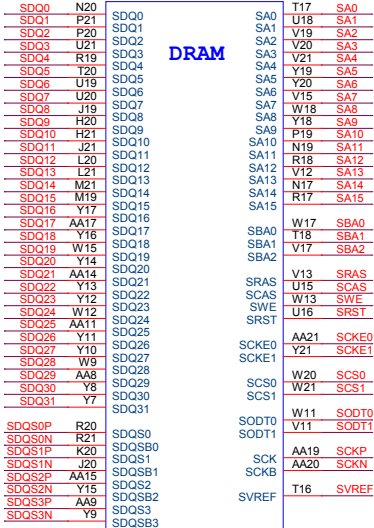 SDQ0 N20 SDQ0 SA0 T17 SA0
SDQ1 P21 SDQ1 SA1 U18 SA1
SDQ2 P20 SDQ2 SA2 V19 SA2
SDQ3 U21 SDQ3 DRAM SA3 V20 SA3
SDQ4 R19 SDQ4 SA4 V21 SA4
SDQ5 T20 SDQ5 SA5 Y19 SA5
SDQ6 U19 SDQ6 SA6 Y20 SA6
SDQ7 U20 SDQ7 SA7 V15 SA7
SDQ8 J19 SDQ8 SA8 W18 SA8
SDQ9 H20 SDQ9 SA9 Y18 SA9
SDQ10 H21 SDQ10 SA10 P19 SA10
SDQ11 J21 SDQ11 SA11 N19 SA11
SDQ12 L20 SDQ12 SA12 R18 SA12
SDQ13 L21 SDQ13 SA13 V12 SA13
SDQ14 M21 SDQ14 SA14 N17 SA14
SDQ15 M19 SDQ15 SA15 R17 SA15
SDQ16 Y17 SDQ16
SDQ17 AA17 SDQ17 SBA0 W17 SBA0
SDQ18 Y16 SDQ18 SBA1 T18 SBA1
SDQ19 W15 SDQ19 SBA2 V17 SBA2
SDQ20 Y14 SDQ20
SDQ21 AA14 SDQ21 SRAS V13 SRAS
SDQ22 Y13 SDQ22 SCAS U15 SCAS
SDQ23 Y12 SDQ23 SWE W13 SWE
SDQ24 W12 SDQ24 SRST U16 SRST
SDQ25 AA11 SDQ25
SDQ26 Y11 SDQ26 SCKE0 AA21 SCKE0
SDQ27 Y10 SDQ27 SCKE1 Y21 SCKE1
SDQ28 W9 SDQ28
SDQ29 AA8 SDQ29 SCS0 W20 SCS0
SDQ30 Y8 SDQ30 SCS1 W21 SCS1
SDQ31 Y7 SDQ31
SODT0 W11 SODT0
SDQS0P R20 SDQS0 SODT1 V11 SODT1
SDQS0N R21 SDQSB0
SDQS1P K20 SDQS1 SCK AA19 SCKP
SDQS1N J20 SDQSB1 SCKB AA20 SCKN
SDQS2P AA15 SDQS2
SDQS2N Y15 SDQSB2 SVREF T16 SVREF
SDQS3P AA9 SDQS3
SDQS3N Y9 SDQSB3